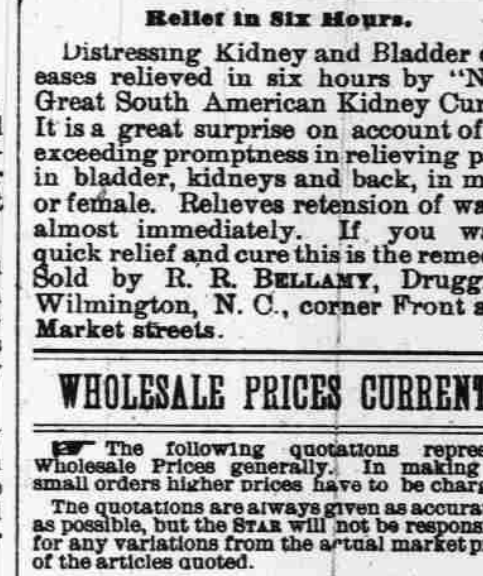 Relief in Six Hours.
Distressing Kidney and Bladder
eases relieved in six hours by "N
Great South American Kidney Cur
It is a great surprise on account of
exceeding promptness in relieving p
in bladder, kidneys and back, in m
or female. Relieves retension of wa
almost immediately. If you wa
quick relief and cure this is the reme
Sold by R. R. BELLAMY, Drugg
Wilmington, N. C., corner Front a
Market streets.
WHOLESALE PRICES CURRENT
☞ The following quotations repres
Wholesale Prices generally. In making
small orders higher prices have to be charg
The quotations are always given as accura
as possible, but the STAR will not be respons
for any variations from the actual market p
of the articles quoted.